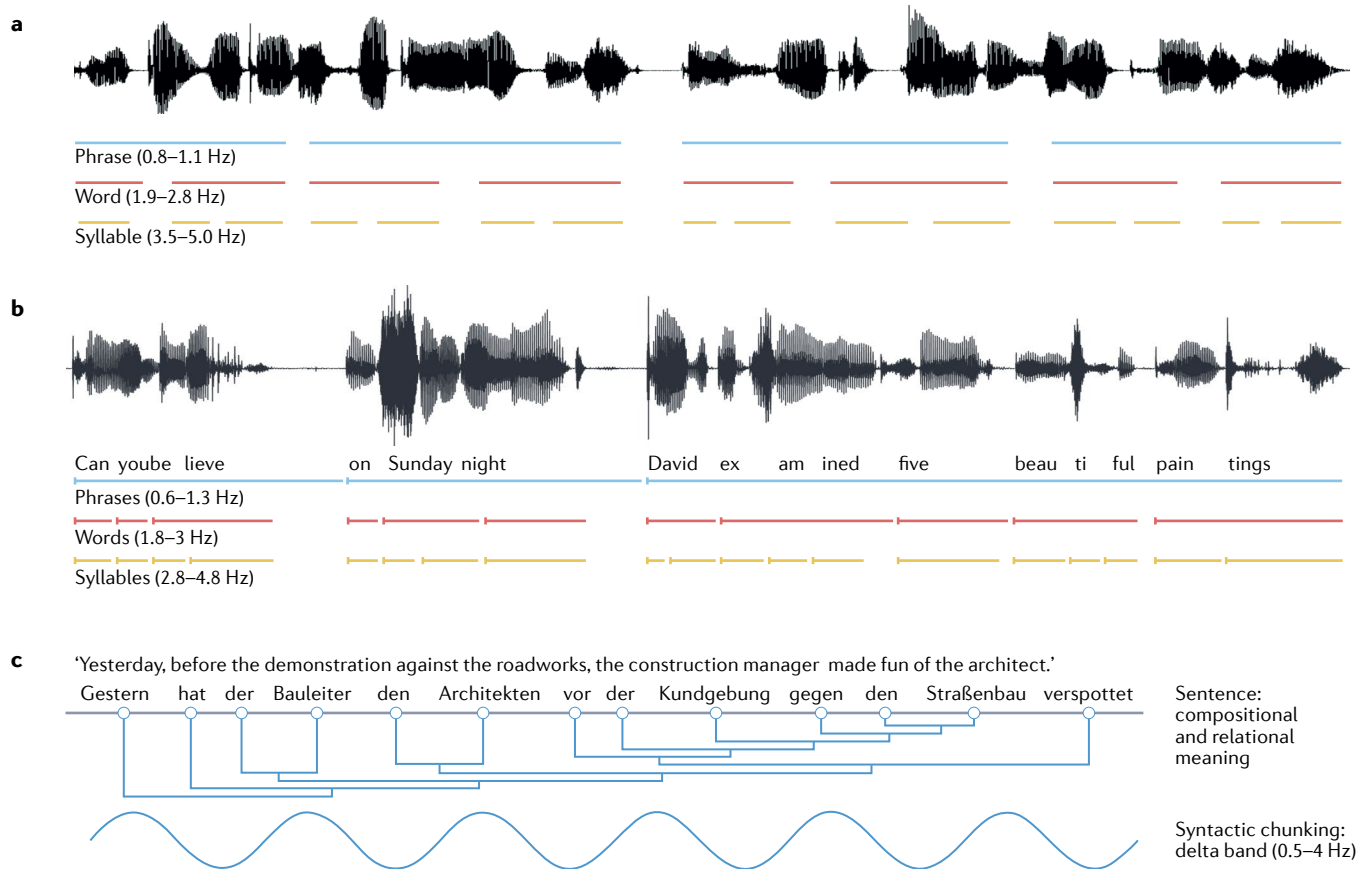 a
Phrase (0.8–1.1 Hz)
Word (1.9–2.8 Hz)
Syllable (3.5–5.0 Hz)
b
Can yoube lieve on Sunday night David ex am ined five beau ti ful pain tings
Phrases (0.6–1.3 Hz)
Words (1.8–3 Hz)
Syllables (2.8–4.8 Hz)
c
'Yesterday, before the demonstration against the roadworks, the construction manager made fun of the architect.'
Gestern hat der Bauleiter den Architekten vor der Kundgebung gegen den Straßenbau verspottet
Sentence:
compositional
and relational
meaning
Syntactic chunking:
delta band (0.5–4 Hz)